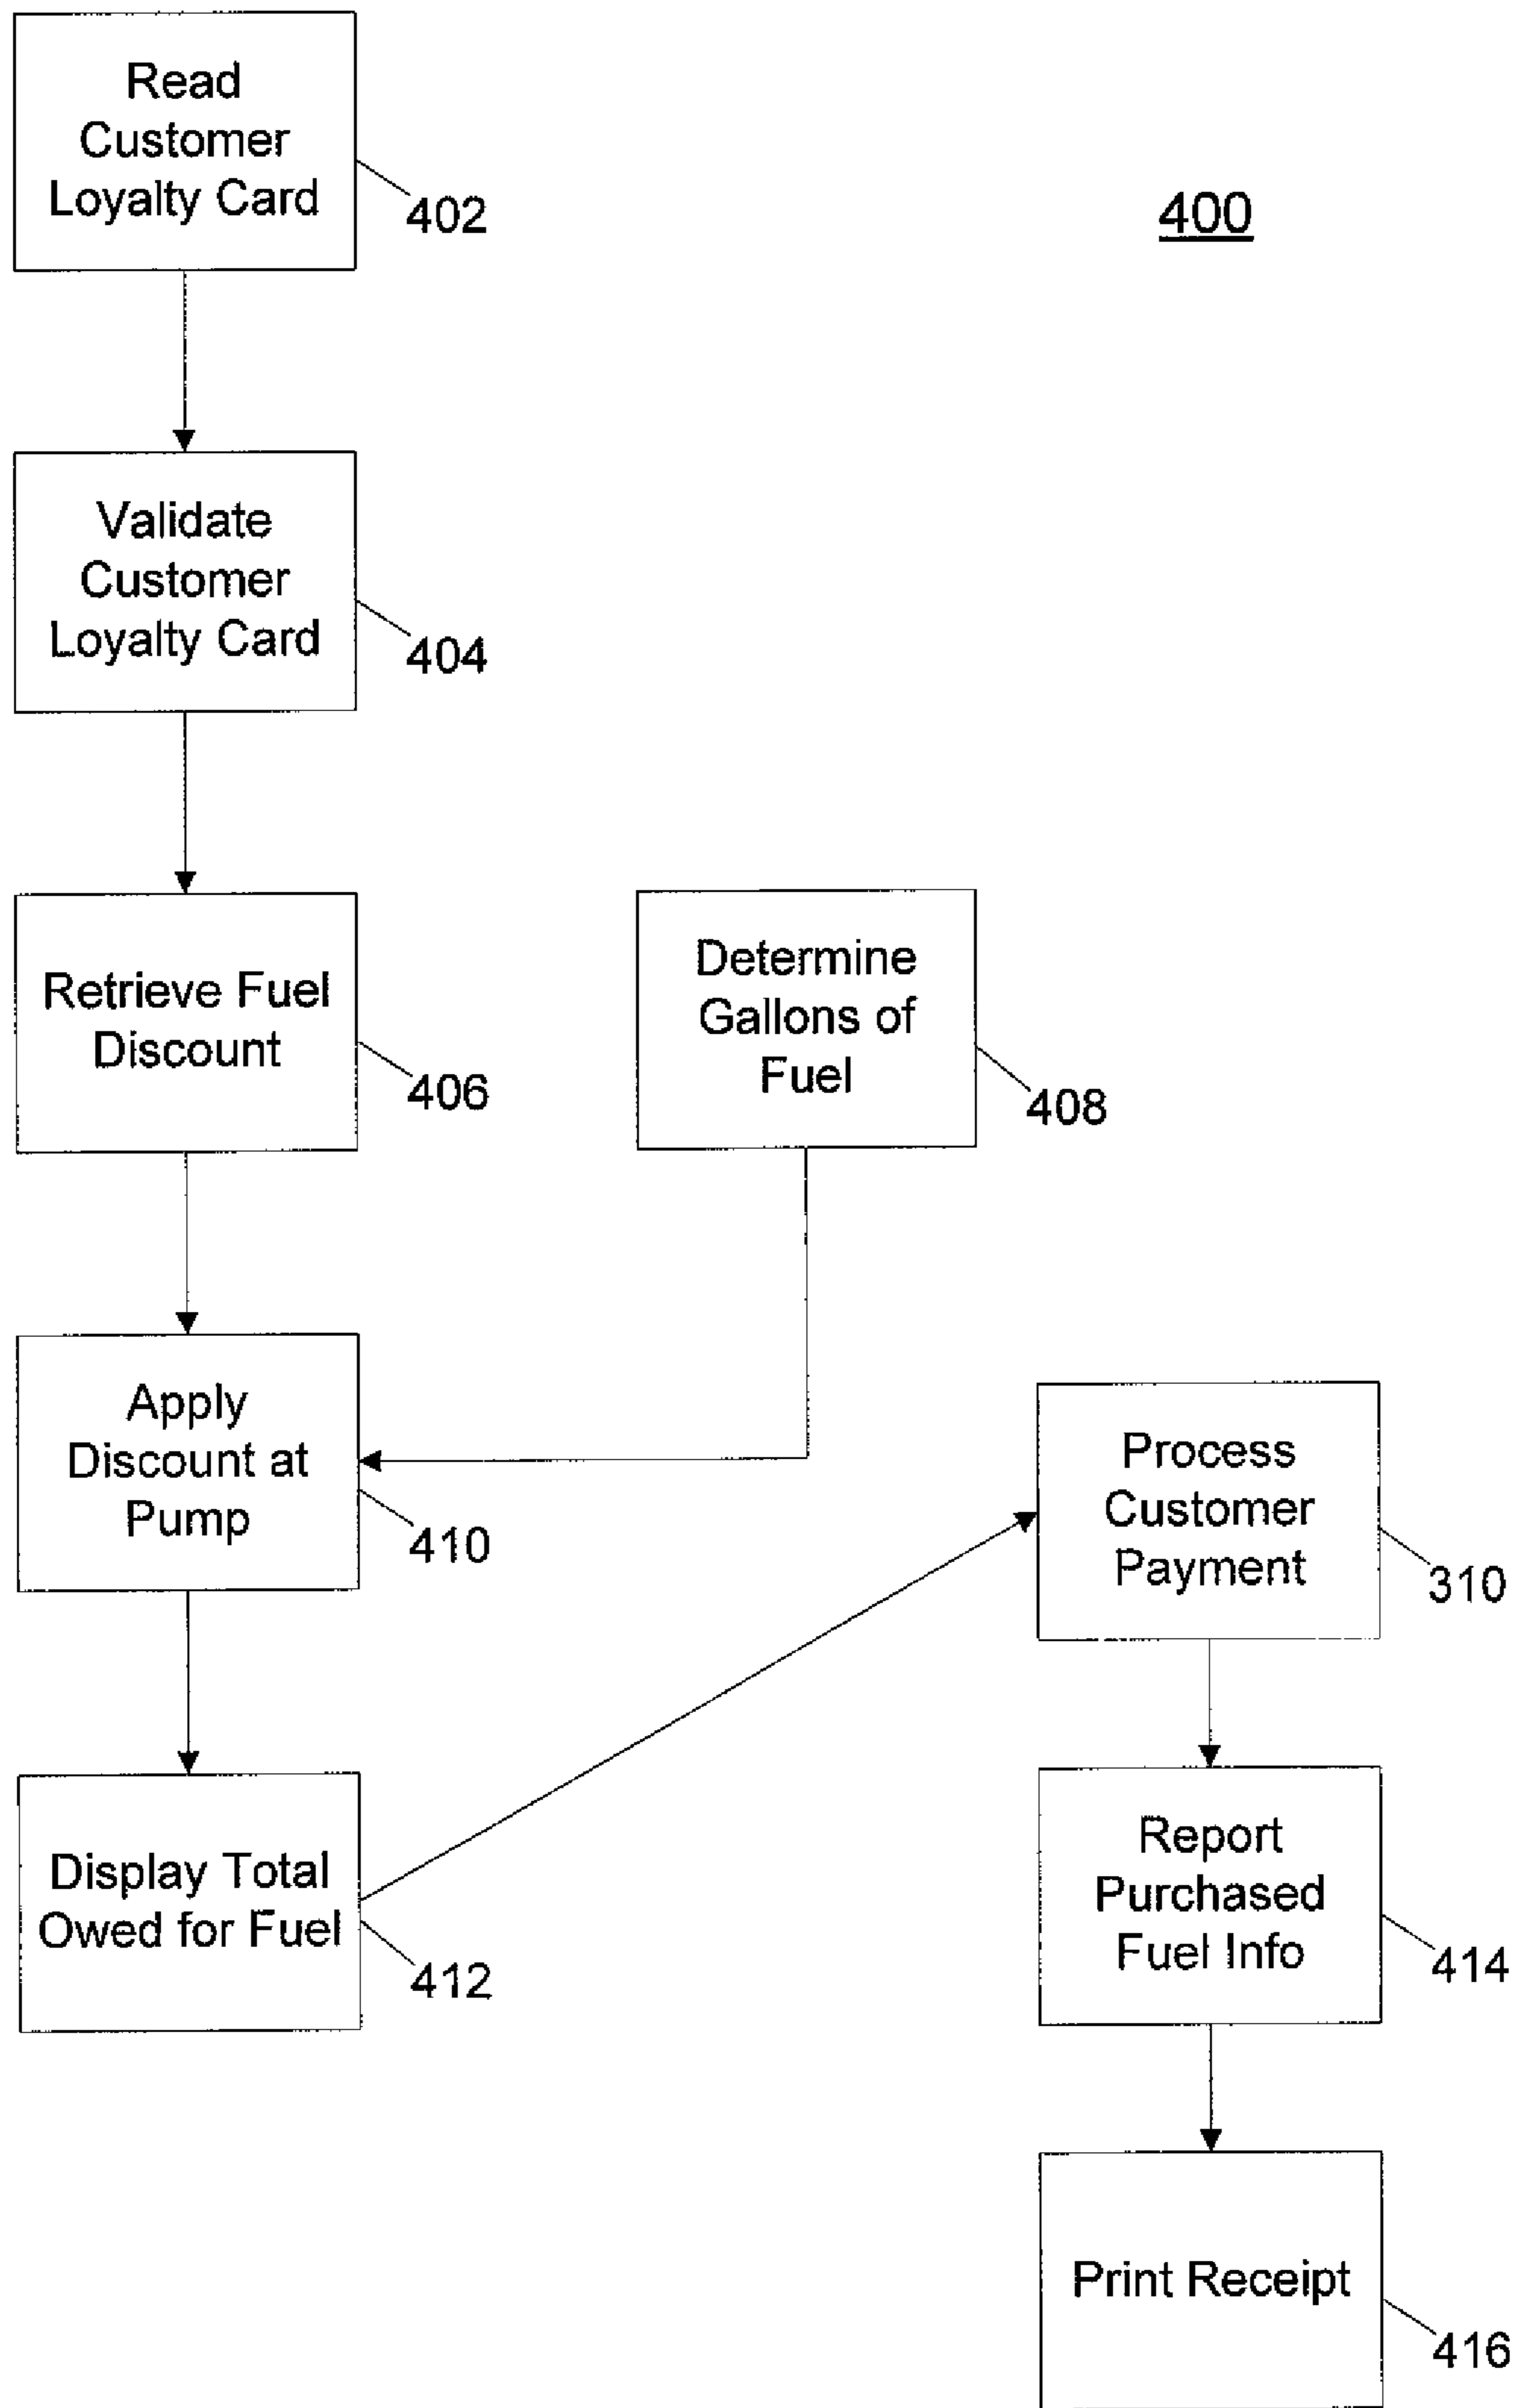 Read
Customer
Loyalty Card
402
400
Validate
Customer
Loyalty Card
404
Retrieve Fuel
Discount
406
Determine
Gallons of
Fuel
408
Apply
Discount at
Pump
410
Process
Customer
Payment
310
Display Total
Owed for Fuel
412
Report
Purchased
Fuel Info
414
Print Receipt
416